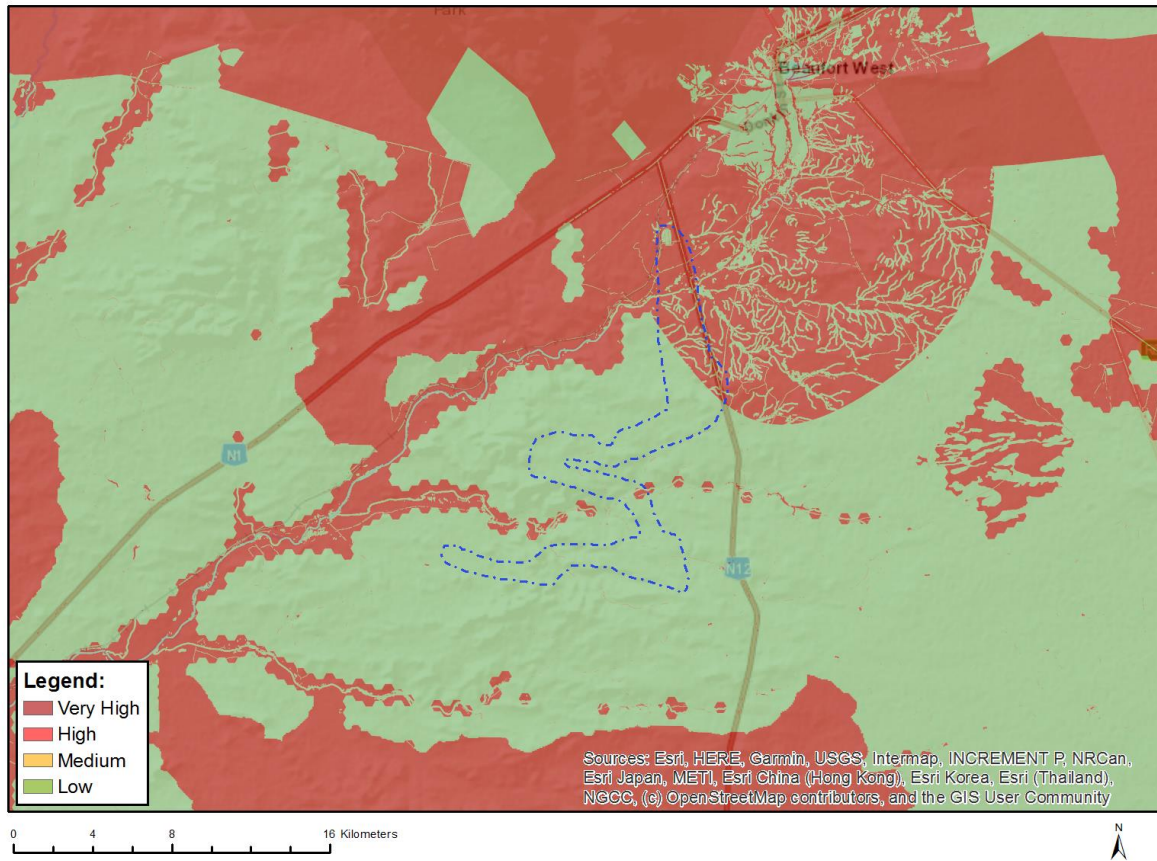 Park
Beaufort West
N1
N12
Legend:
Very High
High
Medium
Low
Sources: Esri, HERE, Garmin, USGS, Intermap, INCREMENT P, NRCan,
Esri Japan, METI, Esri China (Hong Kong), Esri Korea, Esri (Thailand),
NGCC, (c) OpenStreetMap contributors, and the GIS User Community
0 4 8 16 Kilometers
N